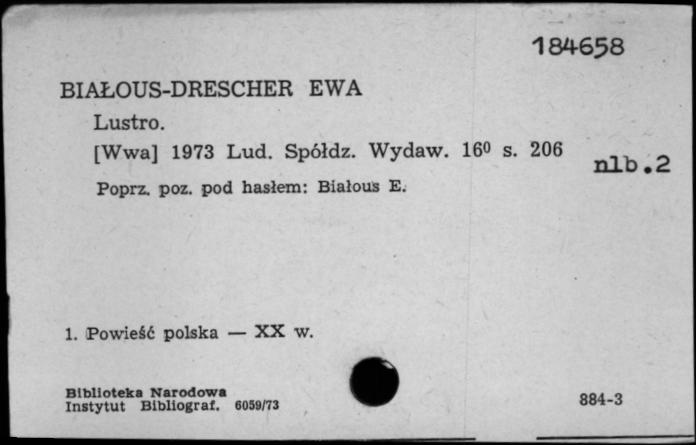 184658
BIAŁOUS-DRESCHER EWA
Lustro.
[Wwa] 1973 Lud. Spółdz. Wydaw. 16⁰ s. 206
nlb.2
Poprz. poz. pod hasłem: Białous E.
1. Powieść polska — XX w.
Biblioteka Narodowa
Instytut Bibliograf. 6059/73
884-3